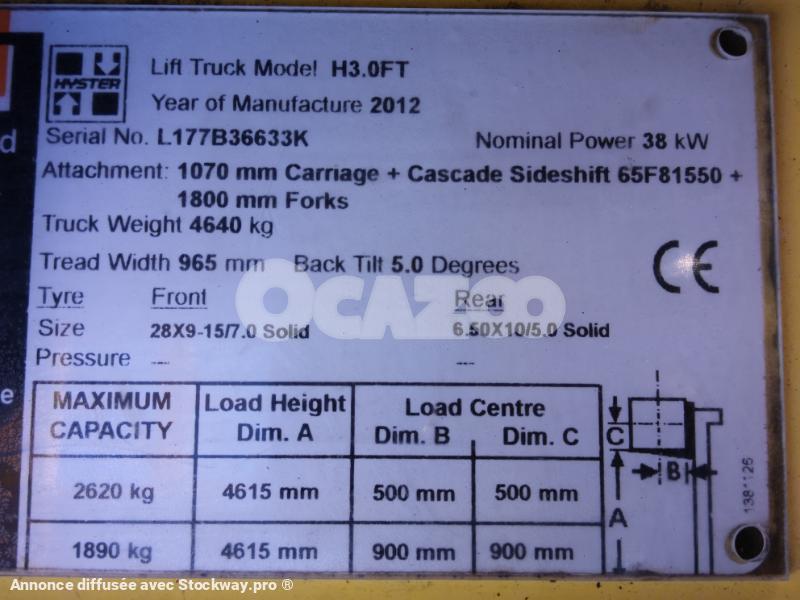 HYSTER
Lift Truck Model H3.0FT
Year of Manufacture 2012
Serial No. L177B36633K Nominal Power 38 kW
Attachment: 1070 mm Carriage + Cascade Sideshift 65F81550 +
1800 mm Forks
Truck Weight 4640 kg
Tread Width 965 mm Back Tilt 5.0 Degrees
CE
Tyre Front Rear
OCAZOO
Size 28X9-15/7.0 Solid 6.50X10/5.0 Solid
Pressure --- ---
MAXIMUM CAPACITY Load Height Dim. A Load Centre Dim. B Dim. C
2620 kg 4615 mm 500 mm 500 mm
1890 kg 4615 mm 900 mm 900 mm
C
B
A
d
e
Annonce diffusée avec Stockway.pro ®